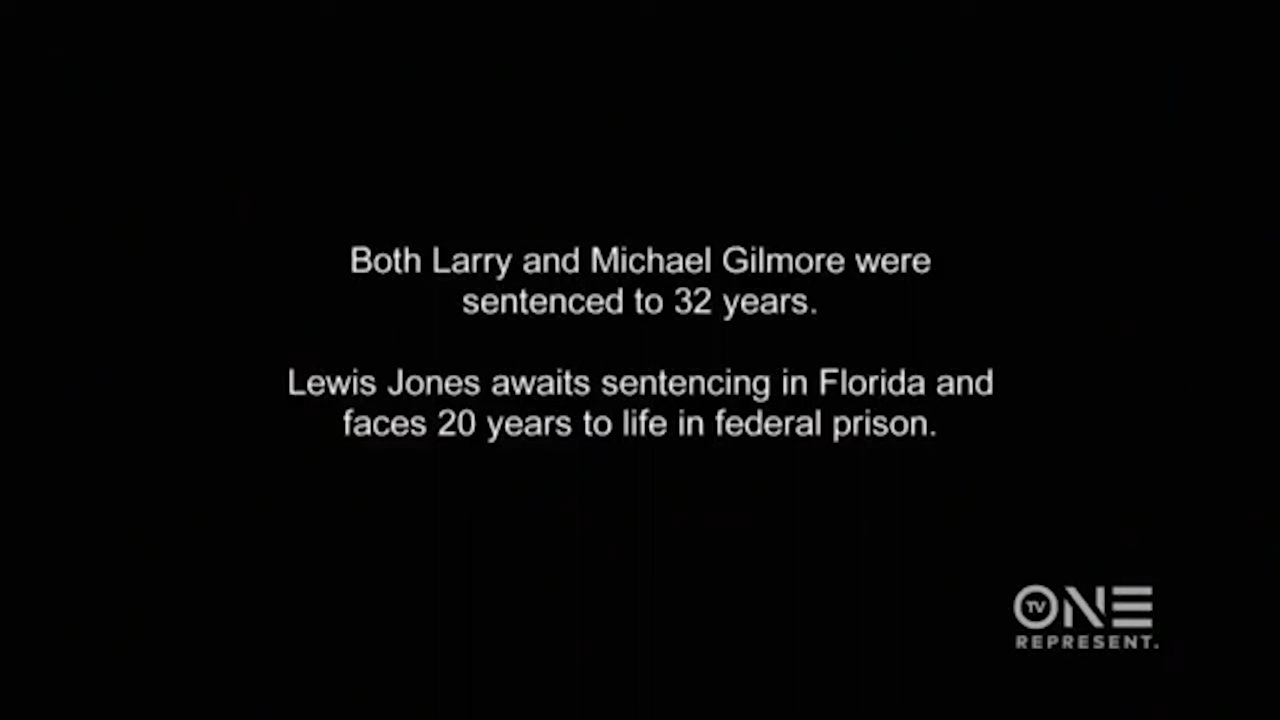 Both Larry and Michael Gilmore were
sentenced to 32 years.
Lewis Jones awaits sentencing in Florida and
faces 20 years to life in federal prison.
TV ONE
REPRESENT.